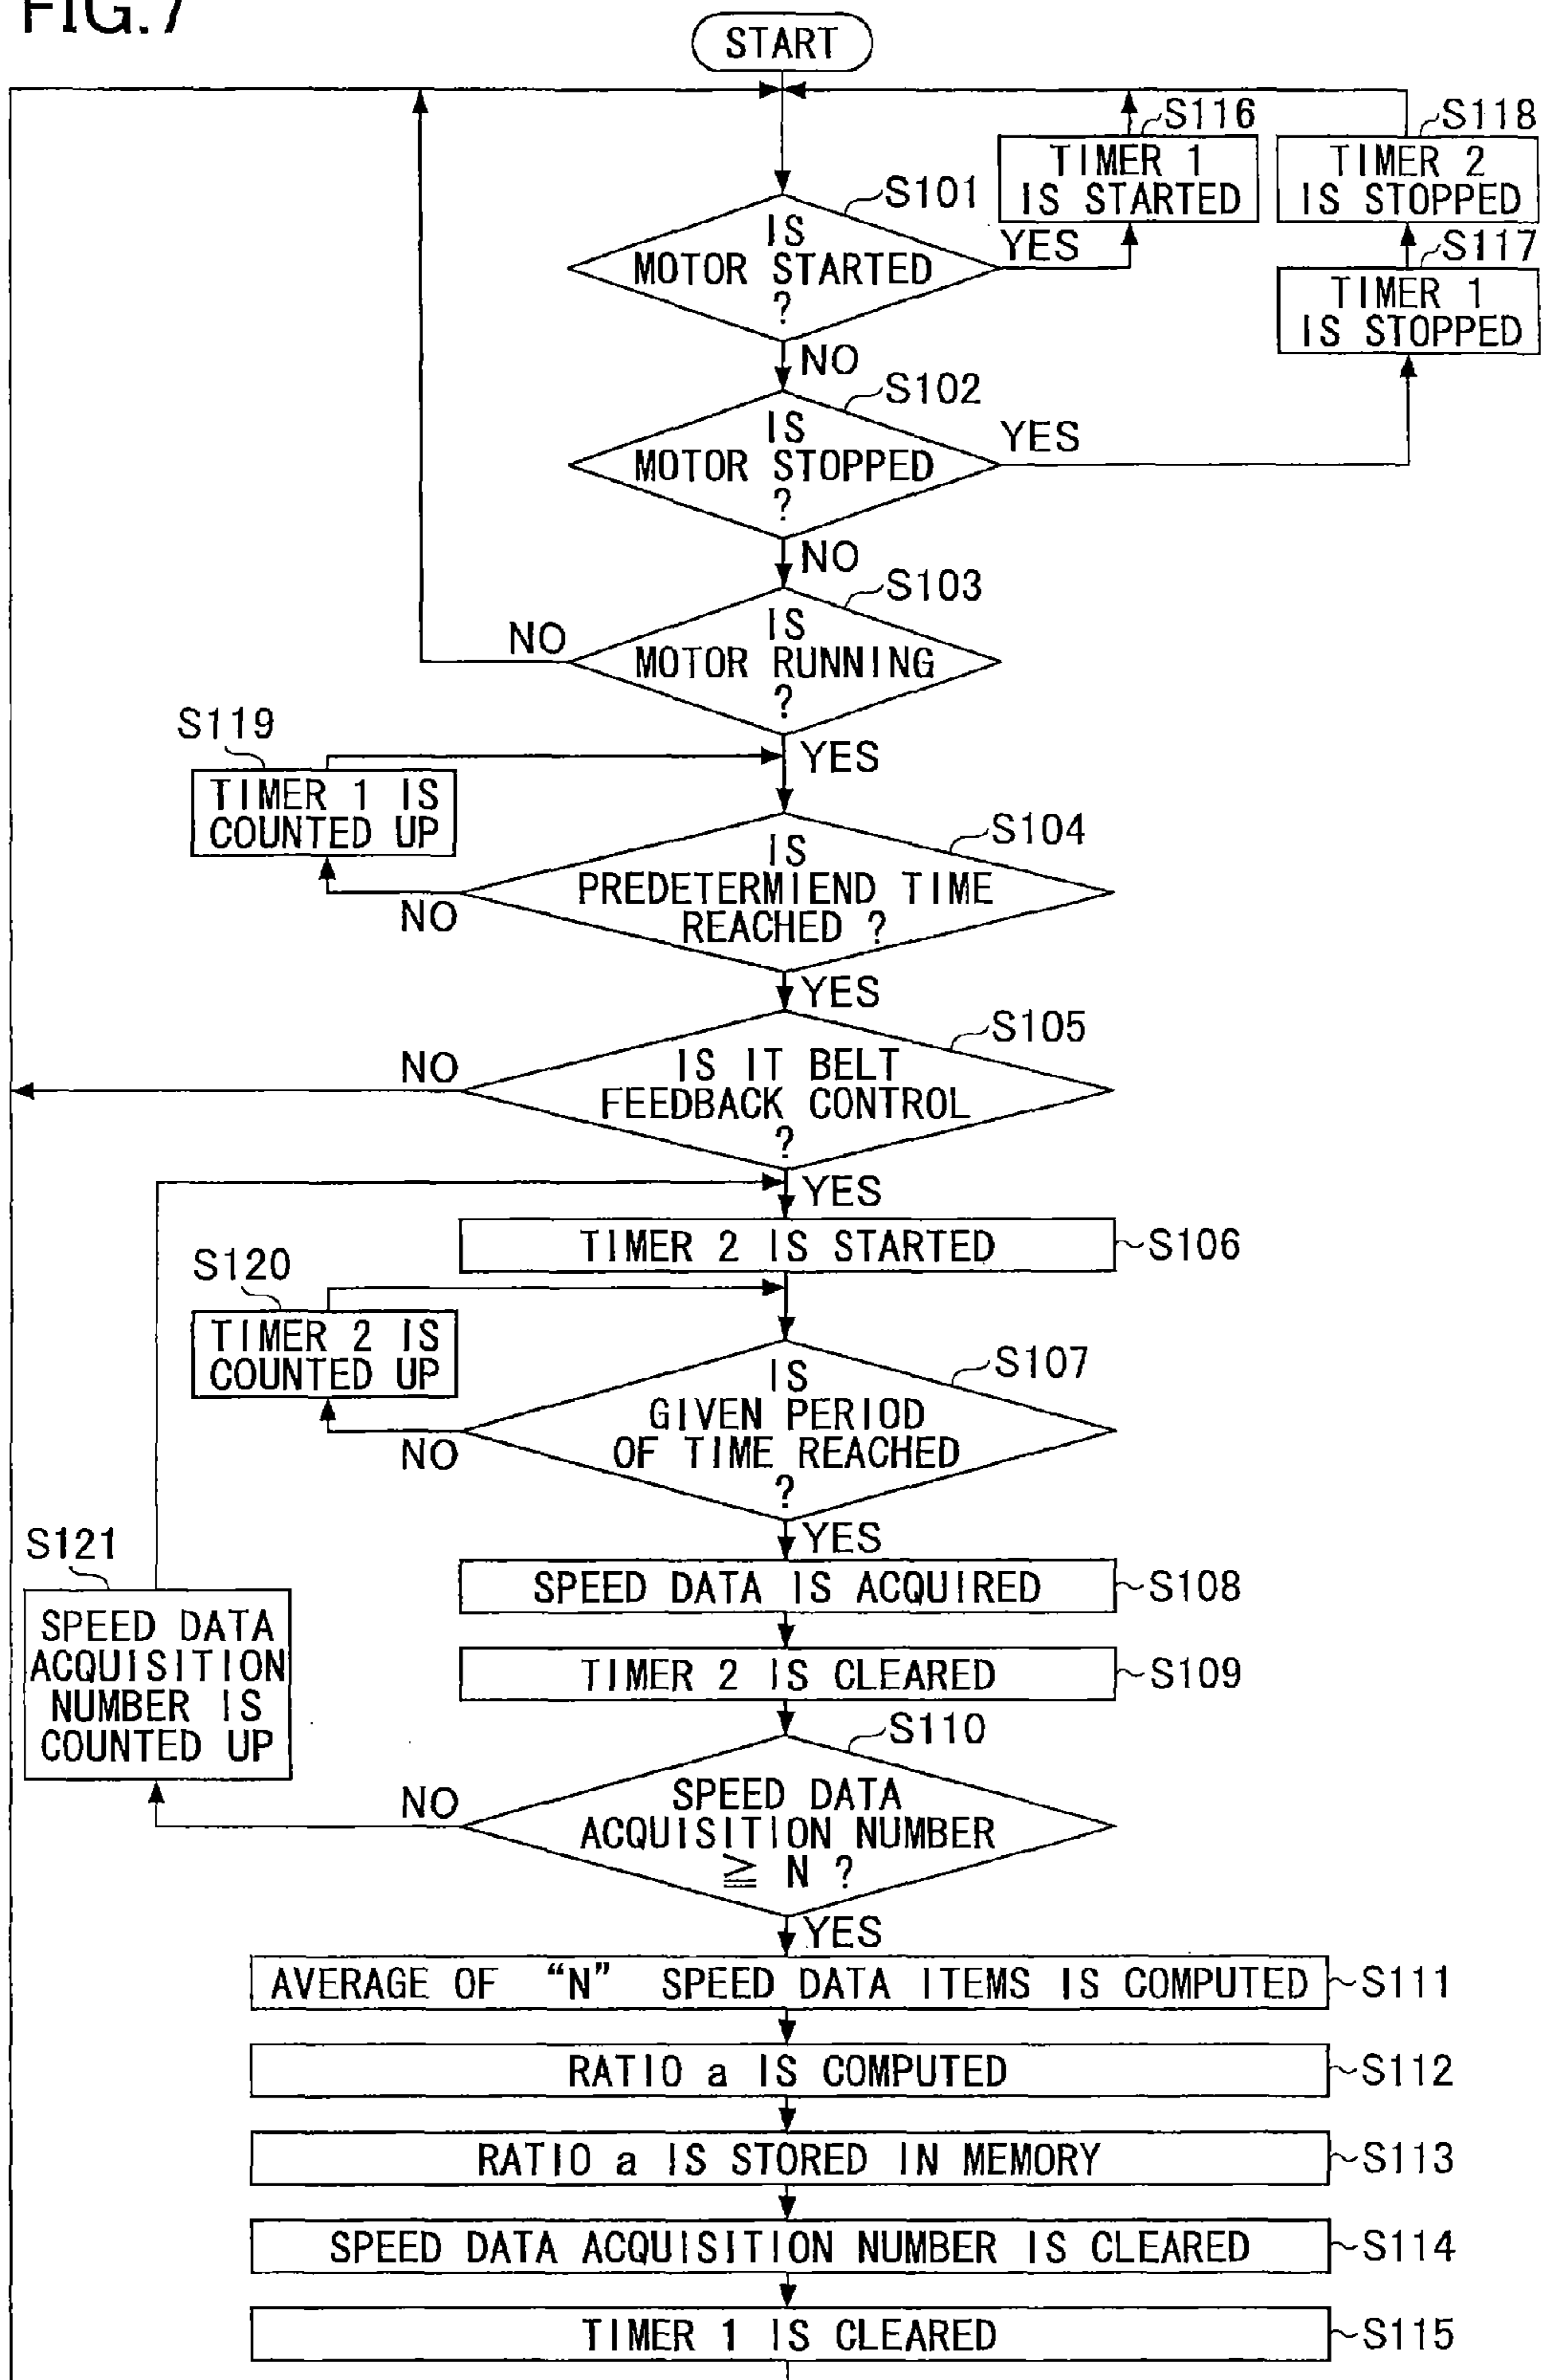 FIG.7
START
S101
IS
MOTOR STARTED
?
YES
NO
S116
TIMER 1
IS STARTED
S118
TIMER 2
IS STOPPED
S117
TIMER 1
IS STOPPED
S102
IS
MOTOR STOPPED
?
YES
NO
S103
IS
MOTOR RUNNING
?
NO
YES
S119
TIMER 1 IS
COUNTED UP
S104
IS
PREDETERMIEND TIME
REACHED ?
NO
YES
S105
IS IT BELT
FEEDBACK CONTROL
?
NO
YES
TIMER 2 IS STARTED
S106
S120
TIMER 2 IS
COUNTED UP
S107
IS
GIVEN PERIOD
OF TIME REACHED
?
NO
YES
SPEED DATA IS ACQUIRED
S108
TIMER 2 IS CLEARED
S109
S121
SPEED DATA
ACQUISITION
NUMBER IS
COUNTED UP
S110
SPEED DATA
ACQUISITION NUMBER
≧ N ?
NO
YES
AVERAGE OF “N” SPEED DATA ITEMS IS COMPUTED
S111
RATIO a IS COMPUTED
S112
RATIO a IS STORED IN MEMORY
S113
SPEED DATA ACQUISITION NUMBER IS CLEARED
S114
TIMER 1 IS CLEARED
S115